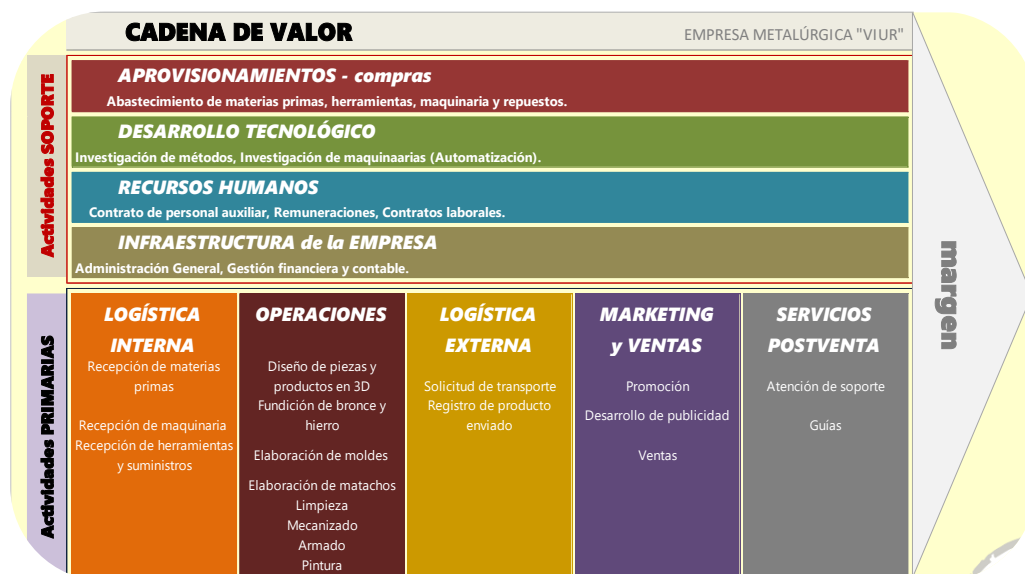 CADENA DE VALOR
EMPRESA METALÚRGICA "VIUR"
Actividades SOPORTE
APROVISIONAMIENTOS - compras
Abastecimiento de materias primas, herramientas, maquinaria y repuestos.
DESARROLLO TECNOLÓGICO
Investigación de métodos, Investigación de maquinaarias (Automatización).
RECURSOS HUMANOS
Contrato de personal auxiliar, Remuneraciones, Contratos laborales.
INFRAESTRUCTURA de la EMPRESA
Administración General, Gestión financiera y contable.
margen
Actividades PRIMARIAS
LOGÍSTICA
INTERNA
Recepción de materias
primas
Recepción de maquinaria
Recepción de herramientas
y suministros
OPERACIONES
Diseño de piezas y
productos en 3D
Fundición de bronce y
hierro
Elaboración de moldes
Elaboración de matachos
Limpieza
Mecanizado
Armado
Pintura
LOGÍSTICA
EXTERNA
Solicitud de transporte
Registro de producto
enviado
MARKETING
y VENTAS
Promoción
Desarrollo de publicidad
Ventas
SERVICIOS
POSTVENTA
Atención de soporte
Guías